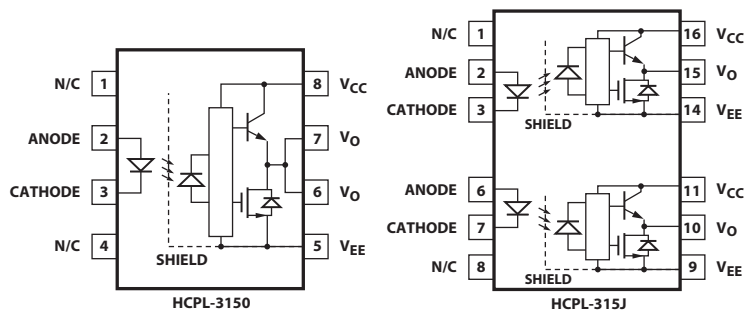 N/C 1
8 VCC
ANODE 2
7 VO
CATHODE 3
6 VO
N/C 4
5 VEE
SHIELD
HCPL-3150
N/C 1
16 VCC
ANODE 2
15 VO
CATHODE 3
14 VEE
SHIELD
ANODE 6
11 VCC
CATHODE 7
10 VO
N/C 8
9 VEE
SHIELD
HCPL-315J